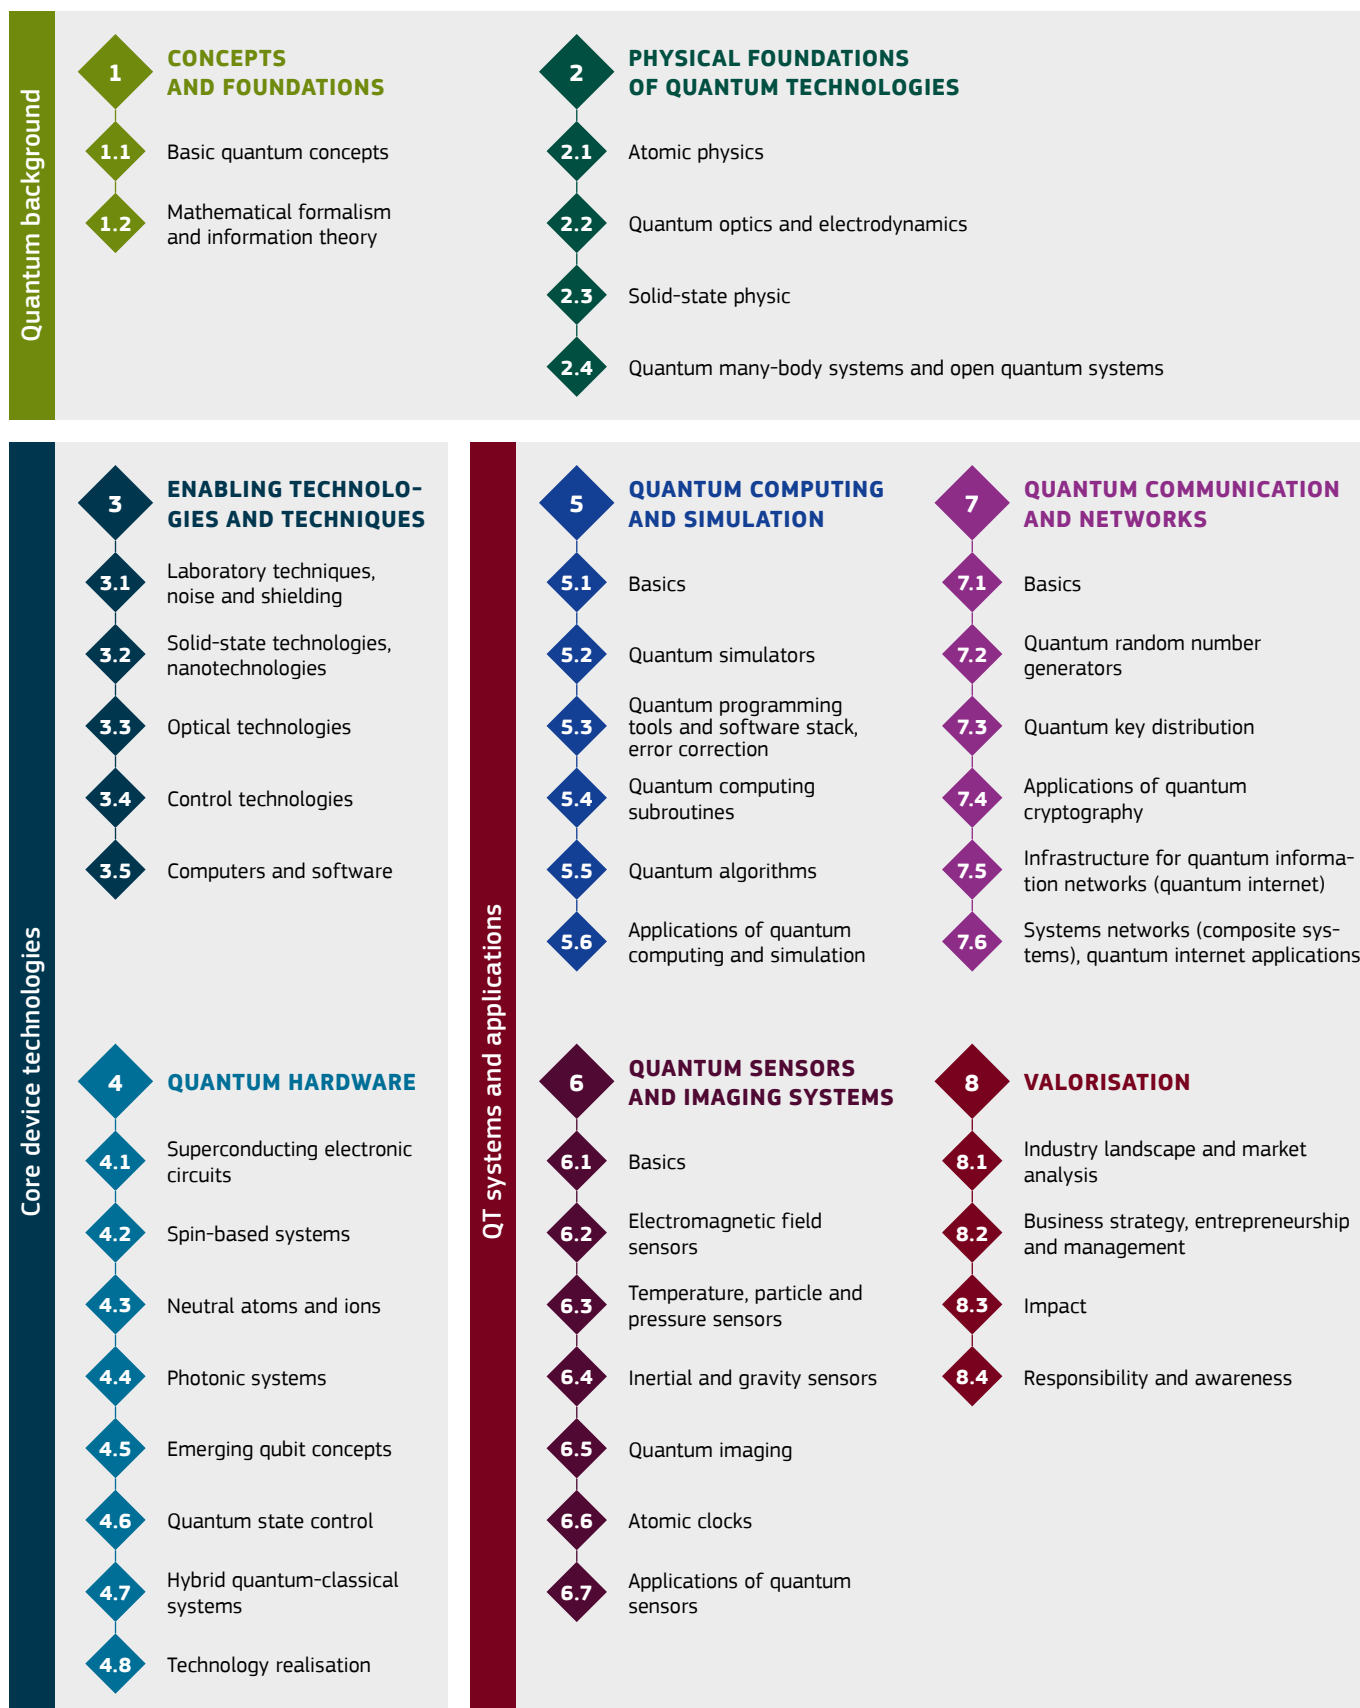 Quantum background
1
CONCEPTS
AND FOUNDATIONS
1.1
Basic quantum concepts
1.2
Mathematical formalism
and information theory
2
PHYSICAL FOUNDATIONS
OF QUANTUM TECHNOLOGIES
2.1
Atomic physics
2.2
Quantum optics and electrodynamics
2.3
Solid-state physic
2.4
Quantum many-body systems and open quantum systems
Core device technologies
3
ENABLING TECHNOLO-
GIES AND TECHNIQUES
3.1
Laboratory techniques,
noise and shielding
3.2
Solid-state technologies,
nanotechnologies
3.3
Optical technologies
3.4
Control technologies
3.5
Computers and software
4
QUANTUM HARDWARE
4.1
Superconducting electronic
circuits
4.2
Spin-based systems
4.3
Neutral atoms and ions
4.4
Photonic systems
4.5
Emerging qubit concepts
4.6
Quantum state control
4.7
Hybrid quantum-classical
systems
4.8
Technology realisation
QT systems and applications
5
QUANTUM COMPUTING
AND SIMULATION
5.1
Basics
5.2
Quantum simulators
5.3
Quantum programming
tools and software stack,
error correction
5.4
Quantum computing
subroutines
5.5
Quantum algorithms
5.6
Applications of quantum
computing and simulation
6
QUANTUM SENSORS
AND IMAGING SYSTEMS
6.1
Basics
6.2
Electromagnetic field
sensors
6.3
Temperature, particle and
pressure sensors
6.4
Inertial and gravity sensors
6.5
Quantum imaging
6.6
Atomic clocks
6.7
Applications of quantum
sensors
7
QUANTUM COMMUNICATION
AND NETWORKS
7.1
Basics
7.2
Quantum random number
generators
7.3
Quantum key distribution
7.4
Applications of quantum
cryptography
7.5
Infrastructure for quantum informa-
tion networks (quantum internet)
7.6
Systems networks (composite sys-
tems), quantum internet applications
8
VALORISATION
8.1
Industry landscape and market
analysis
8.2
Business strategy, entrepreneurship
and management
8.3
Impact
8.4
Responsibility and awareness